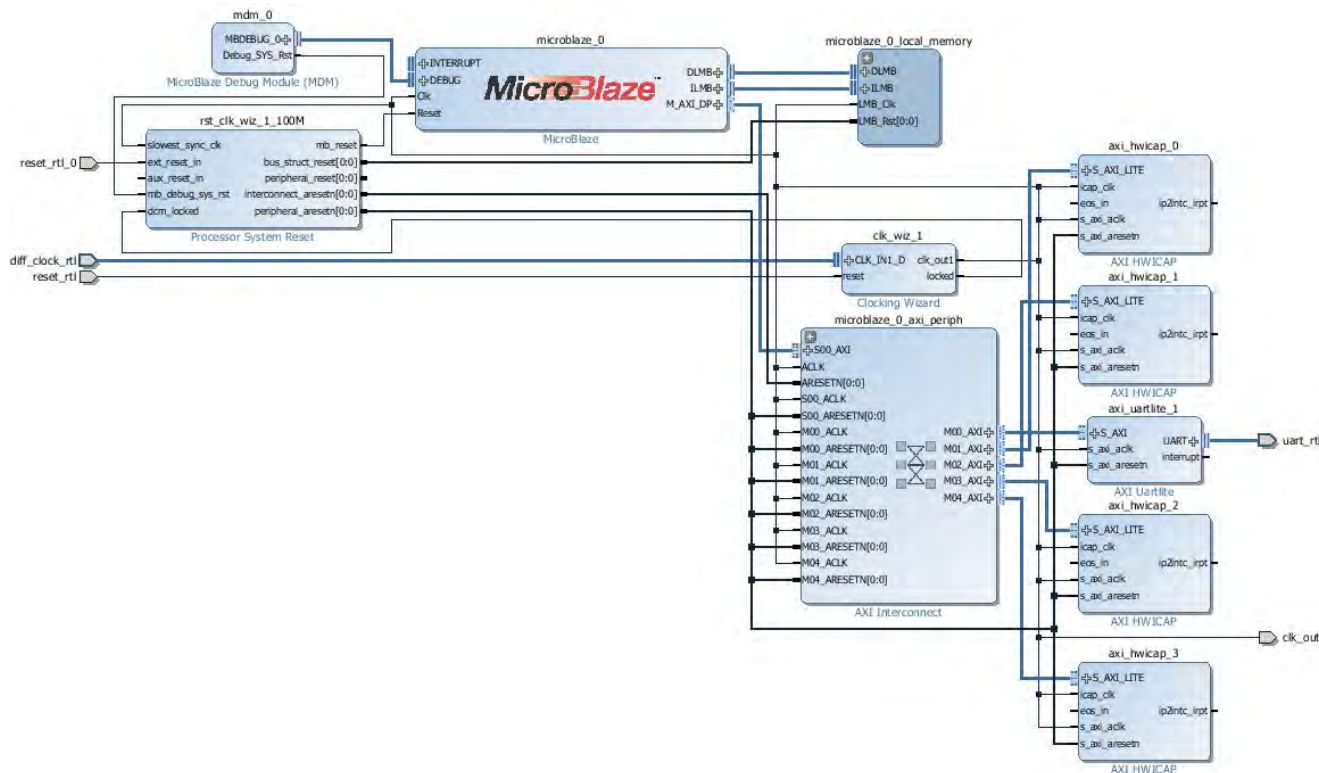 mdm_0
MBDEBUG_0
Debug_SYS_Rst
MicroBlaze Debug Module (MDM)
microblaze_0
INTERRUPT
DEBUG
Clk
Reset
MicroBlaze™
DLMB
ILMB
M_AXI_DP
MicroBlaze
microblaze_0_local_memory
DLMB
ILMB
LMB_Clk
LMB_Rst[0:0]
rst_clk_wiz_1_100M
slowest_sync_clk
ext_reset_in
aux_reset_in
mb_debug_sys_rst
dcm_locked
mb_reset
bus_struct_reset[0:0]
peripheral_reset[0:0]
interconnect_aresetn[0:0]
peripheral_aresetn[0:0]
Processor System Reset
reset_rtl_0
diff_clock_rtl
reset_rtl
clk_wiz_1
CLK_IN1_D
reset
clk_out1
locked
Clocking Wizard
microblaze_0_axi_periph
S00_AXI
ACLK
ARESETN[0:0]
S00_ACLK
S00_ARESETN[0:0]
M00_ACLK
M00_ARESETN[0:0]
M01_ACLK
M01_ARESETN[0:0]
M02_ACLK
M02_ARESETN[0:0]
M03_ACLK
M03_ARESETN[0:0]
M04_ACLK
M04_ARESETN[0:0]
M00_AXI
M01_AXI
M02_AXI
M03_AXI
M04_AXI
AXI Interconnect
axi_hwicap_0
S_AXI_LITE
icap_clk
eos_in
s_axi_aclk
s_axi_aresetn
ip2intc_irpt
AXI HWICAP
axi_hwicap_1
S_AXI_LITE
icap_clk
eos_in
s_axi_aclk
s_axi_aresetn
ip2intc_irpt
AXI HWICAP
axi_uartlite_1
S_AXI
s_axi_aclk
s_axi_aresetn
UART
interrupt
AXI Uartlite
uart_rtl
axi_hwicap_2
S_AXI_LITE
icap_clk
eos_in
s_axi_aclk
s_axi_aresetn
ip2intc_irpt
AXI HWICAP
clk_out
axi_hwicap_3
S_AXI_LITE
icap_clk
eos_in
s_axi_aclk
s_axi_aresetn
ip2intc_irpt
AXI HWICAP